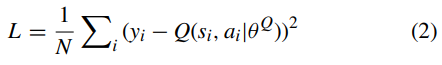 L = \frac{1}{N} \sum_i (y_i - Q(s_i, a_i|\theta^Q))^2 (2)